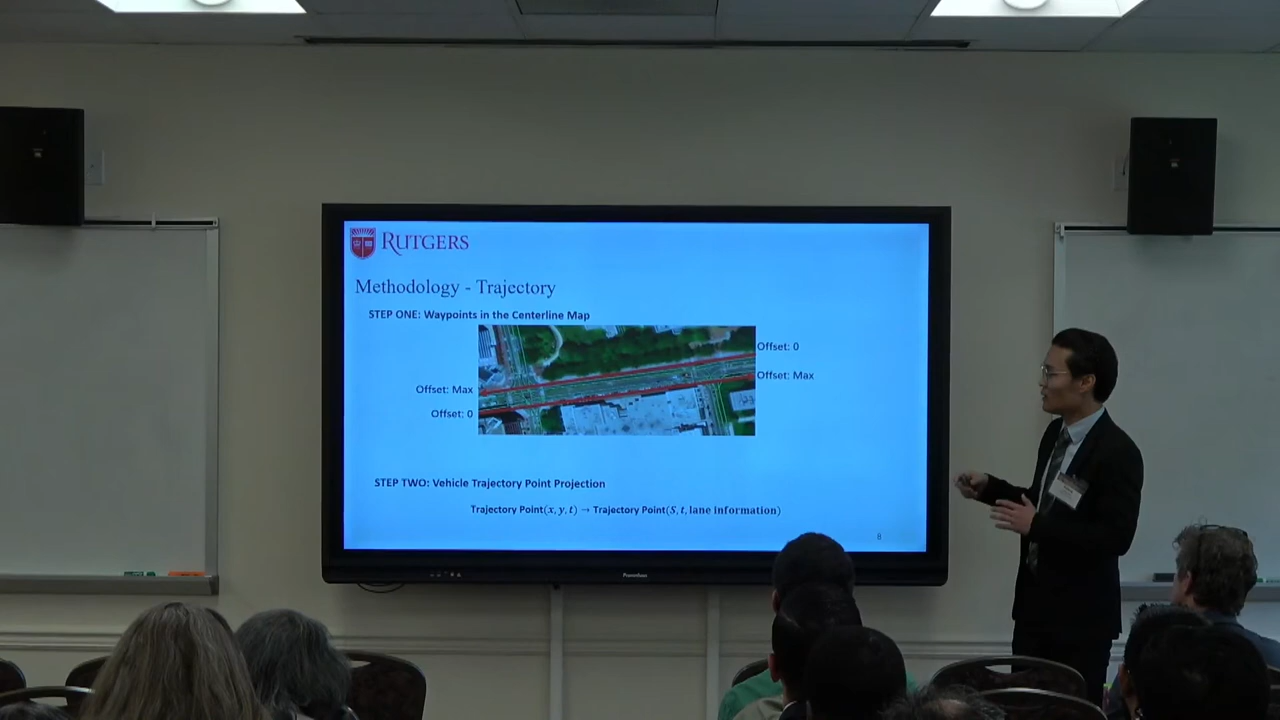 RUTGERS
Methodology - Trajectory
STEP ONE: Waypoints in the Centerline Map
Offset: 0
Offset: Max
Offset: Max
Offset: 0
STEP TWO: Vehicle Trajectory Point Projection
Trajectory Point(x, y, t) → Trajectory Point(S, t, lane information)
8
Promethean